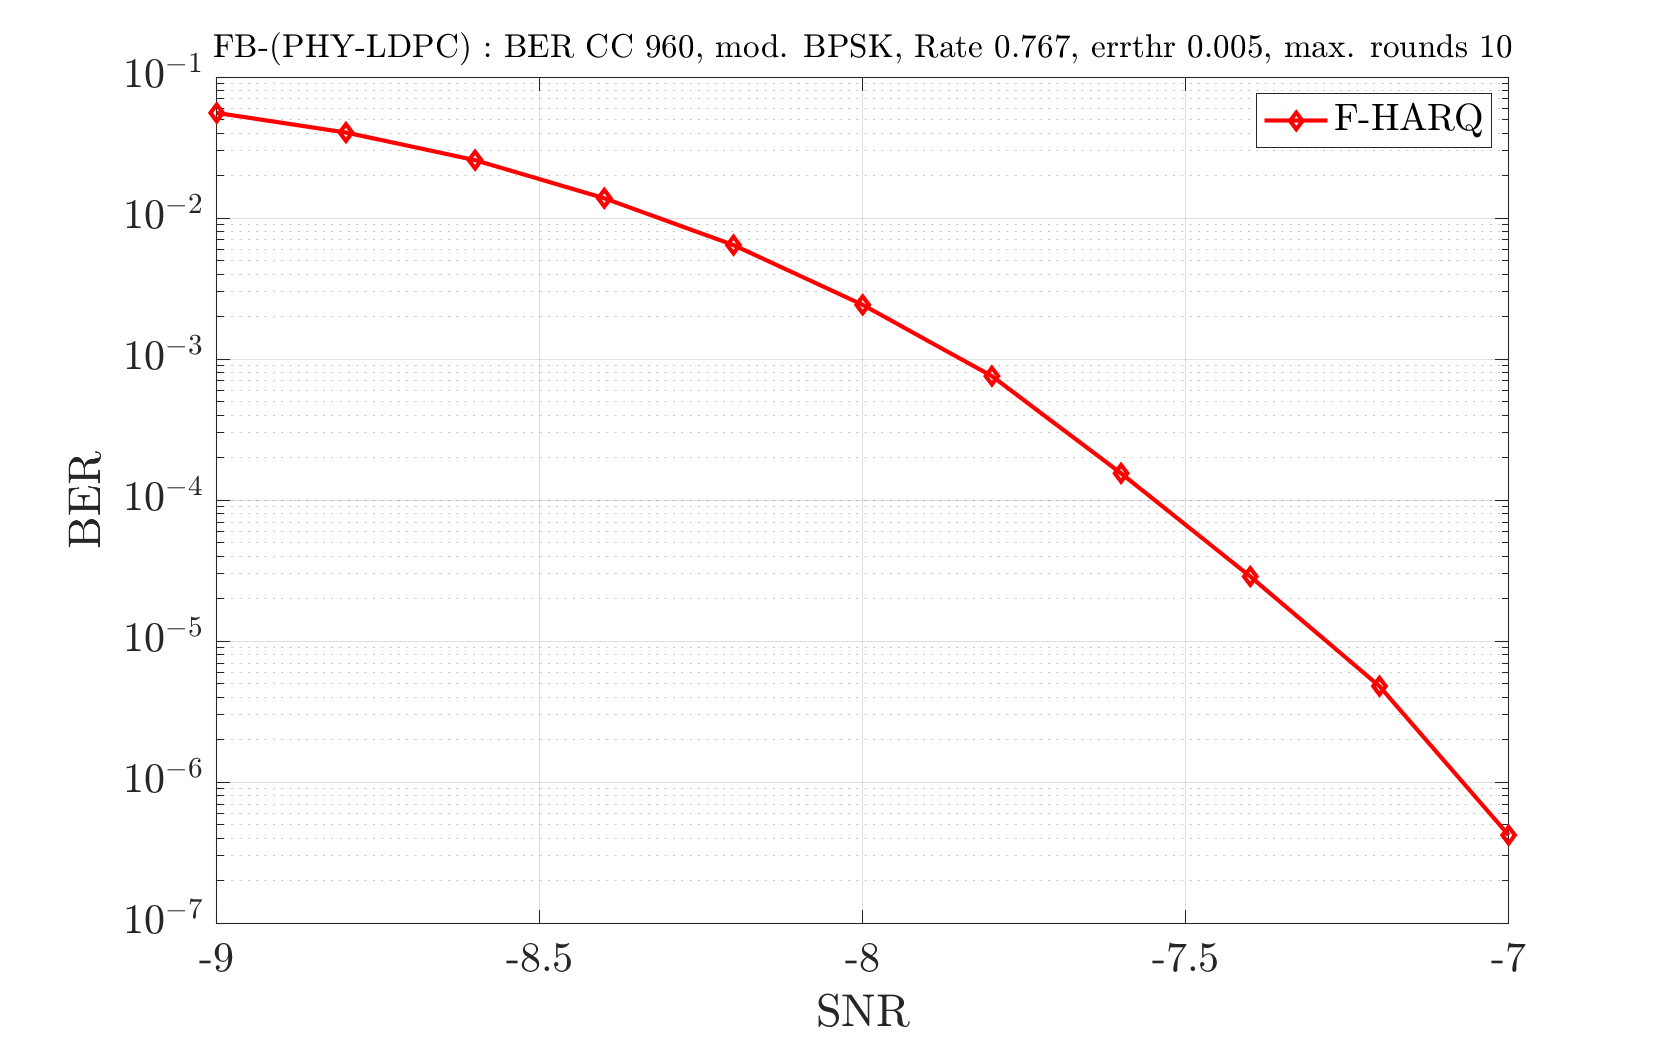 FB-(PHY-LDPC) : BER CC 960, mod. BPSK, Rate 0.767, errthr 0.005, max. rounds 10
F-HARQ
10⁻¹
10⁻²
10⁻³
10⁻⁴
10⁻⁵
10⁻⁶
10⁻⁷
BER
-9 -8.5 -8 -7.5 -7
SNR